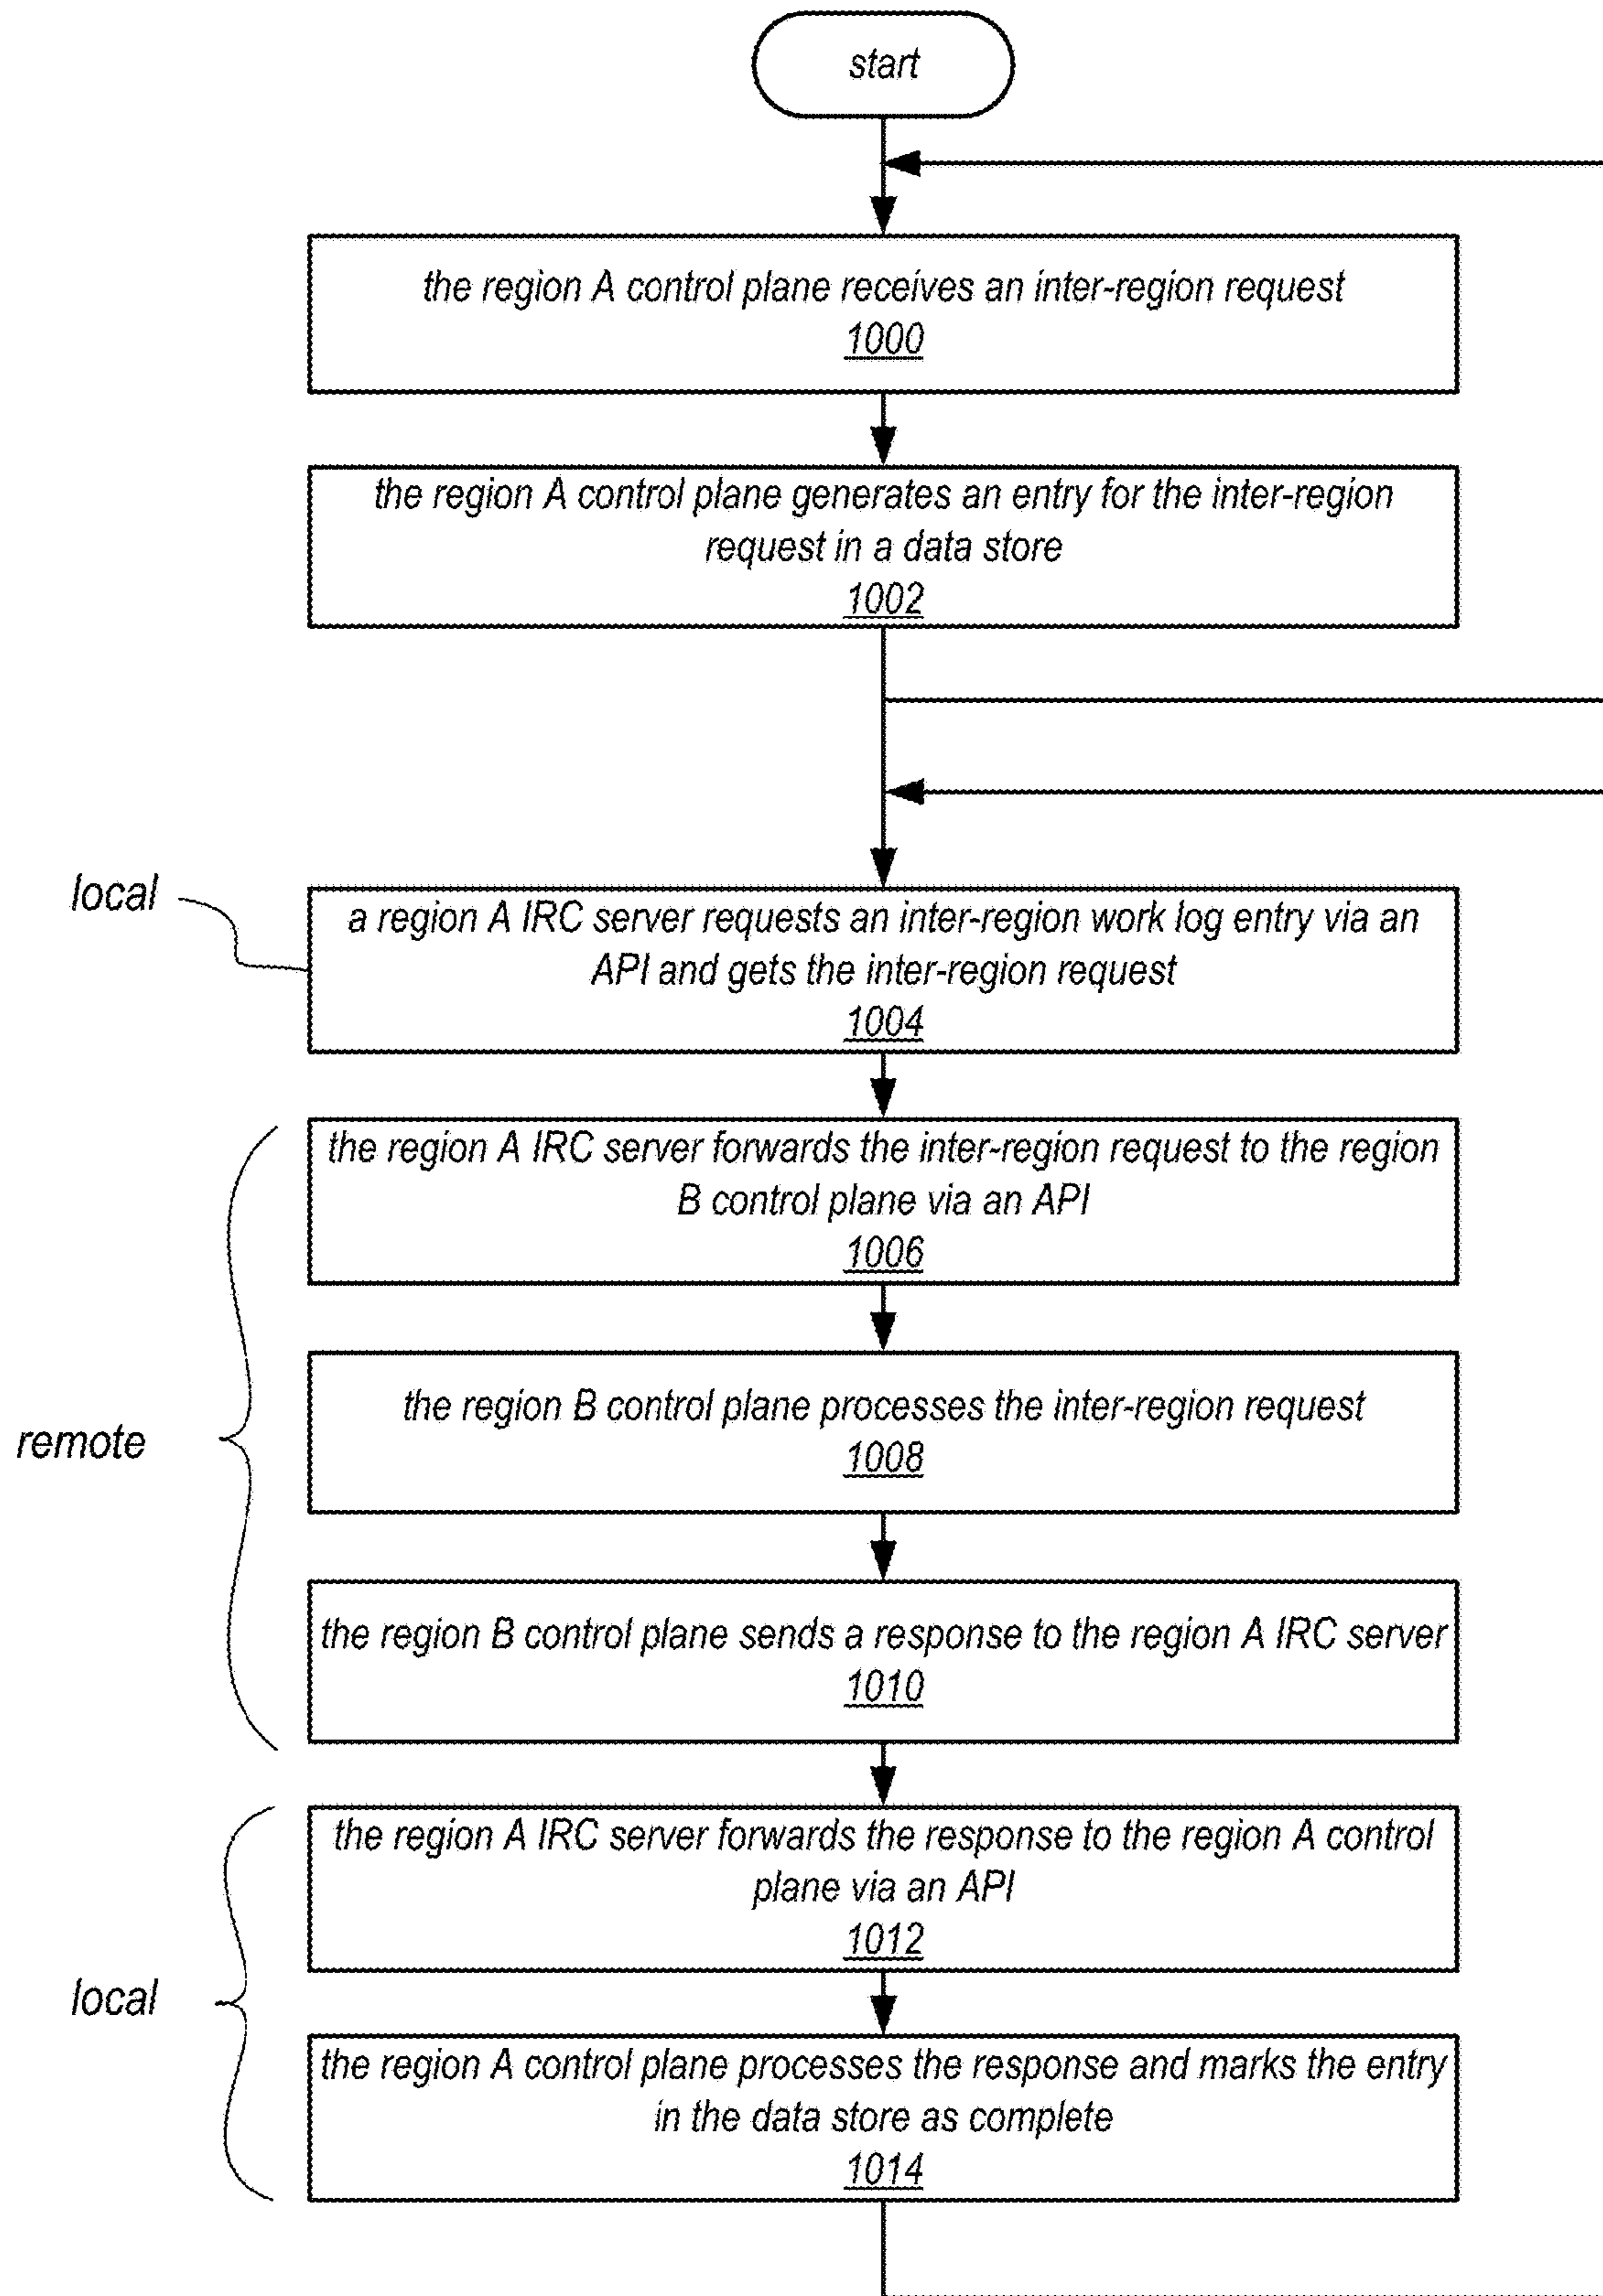 start
the region A control plane receives an inter-region request
1000
the region A control plane generates an entry for the inter-region
request in a data store
1002
local
a region A IRC server requests an inter-region work log entry via an
API and gets the inter-region request
1004
the region A IRC server forwards the inter-region request to the region
B control plane via an API
1006
remote
the region B control plane processes the inter-region request
1008
the region B control plane sends a response to the region A IRC server
1010
the region A IRC server forwards the response to the region A control
plane via an API
1012
local
the region A control plane processes the response and marks the entry
in the data store as complete
1014